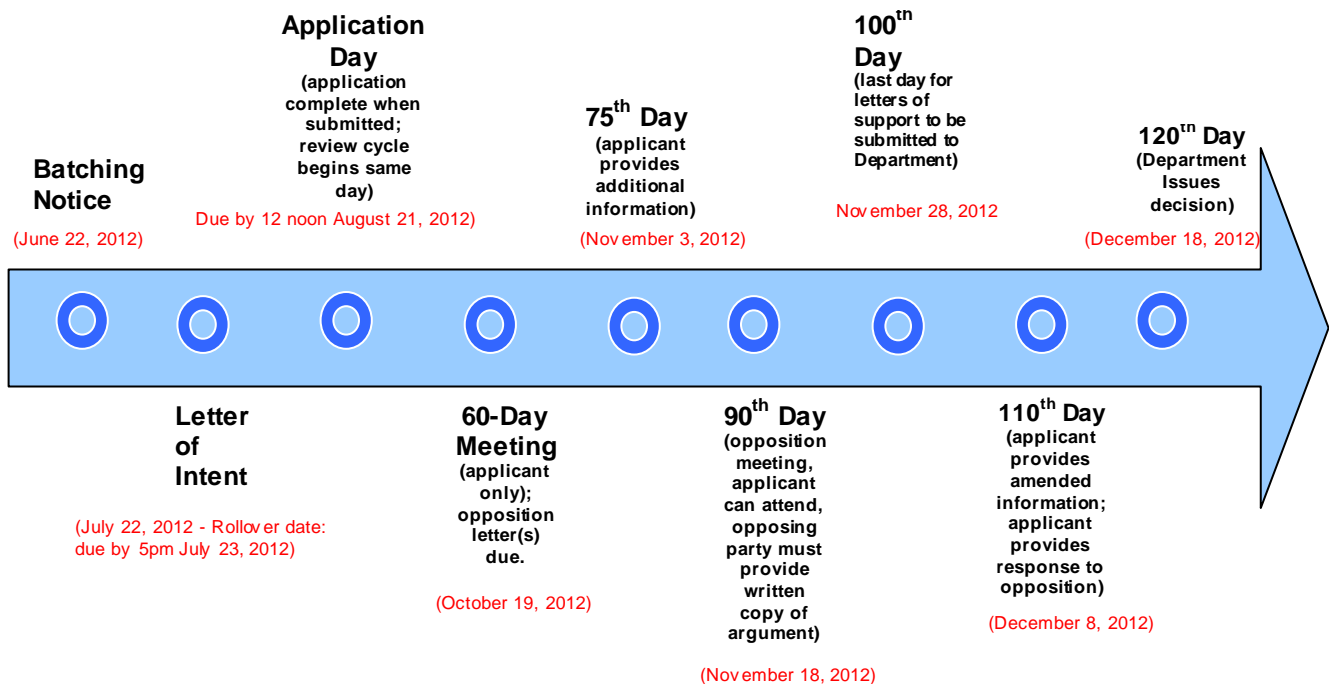 Batching
Notice
(June 22, 2012)
Letter
of
Intent
(July 22, 2012 - Rollover date:
due by 5pm July 23, 2012)
Application
Day
(application
complete when
submitted;
review cycle
begins same
day)
Due by 12 noon August 21, 2012)
60-Day
Meeting
(applicant
only);
opposition
letter(s)
due.
(October 19, 2012)
75th Day
(applicant
provides
additional
information)
(November 3, 2012)
90th Day
(opposition
meeting,
applicant
can attend,
opposing
party must
provide
written
copy of
argument)
(November 18, 2012)
100th
Day
(last day for
letters of
support to be
submitted to
Department)
November 28, 2012
110th Day
(applicant
provides
amended
information;
applicant
provides
response to
opposition)
(December 8, 2012)
120th Day
(Department
Issues
decision)
(December 18, 2012)